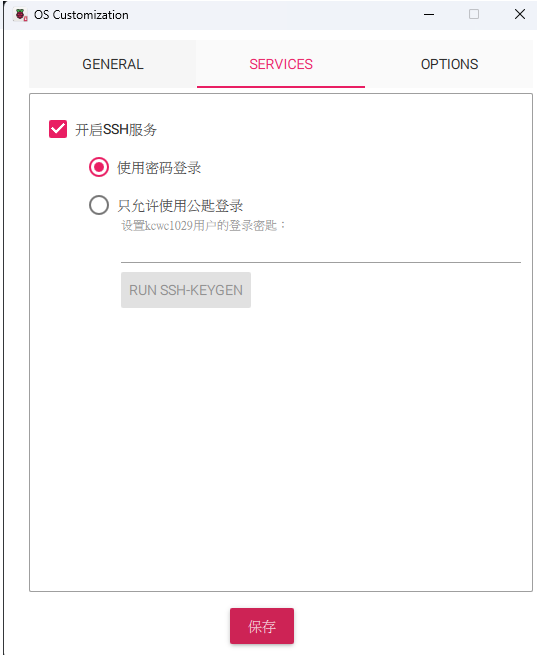 OS Customization
GENERAL
SERVICES
OPTIONS
开启SSH服务
使用密码登录
只允许使用公匙登录
设置kcwc1029用户的登录密匙：
RUN SSH-KEYGEN
保存